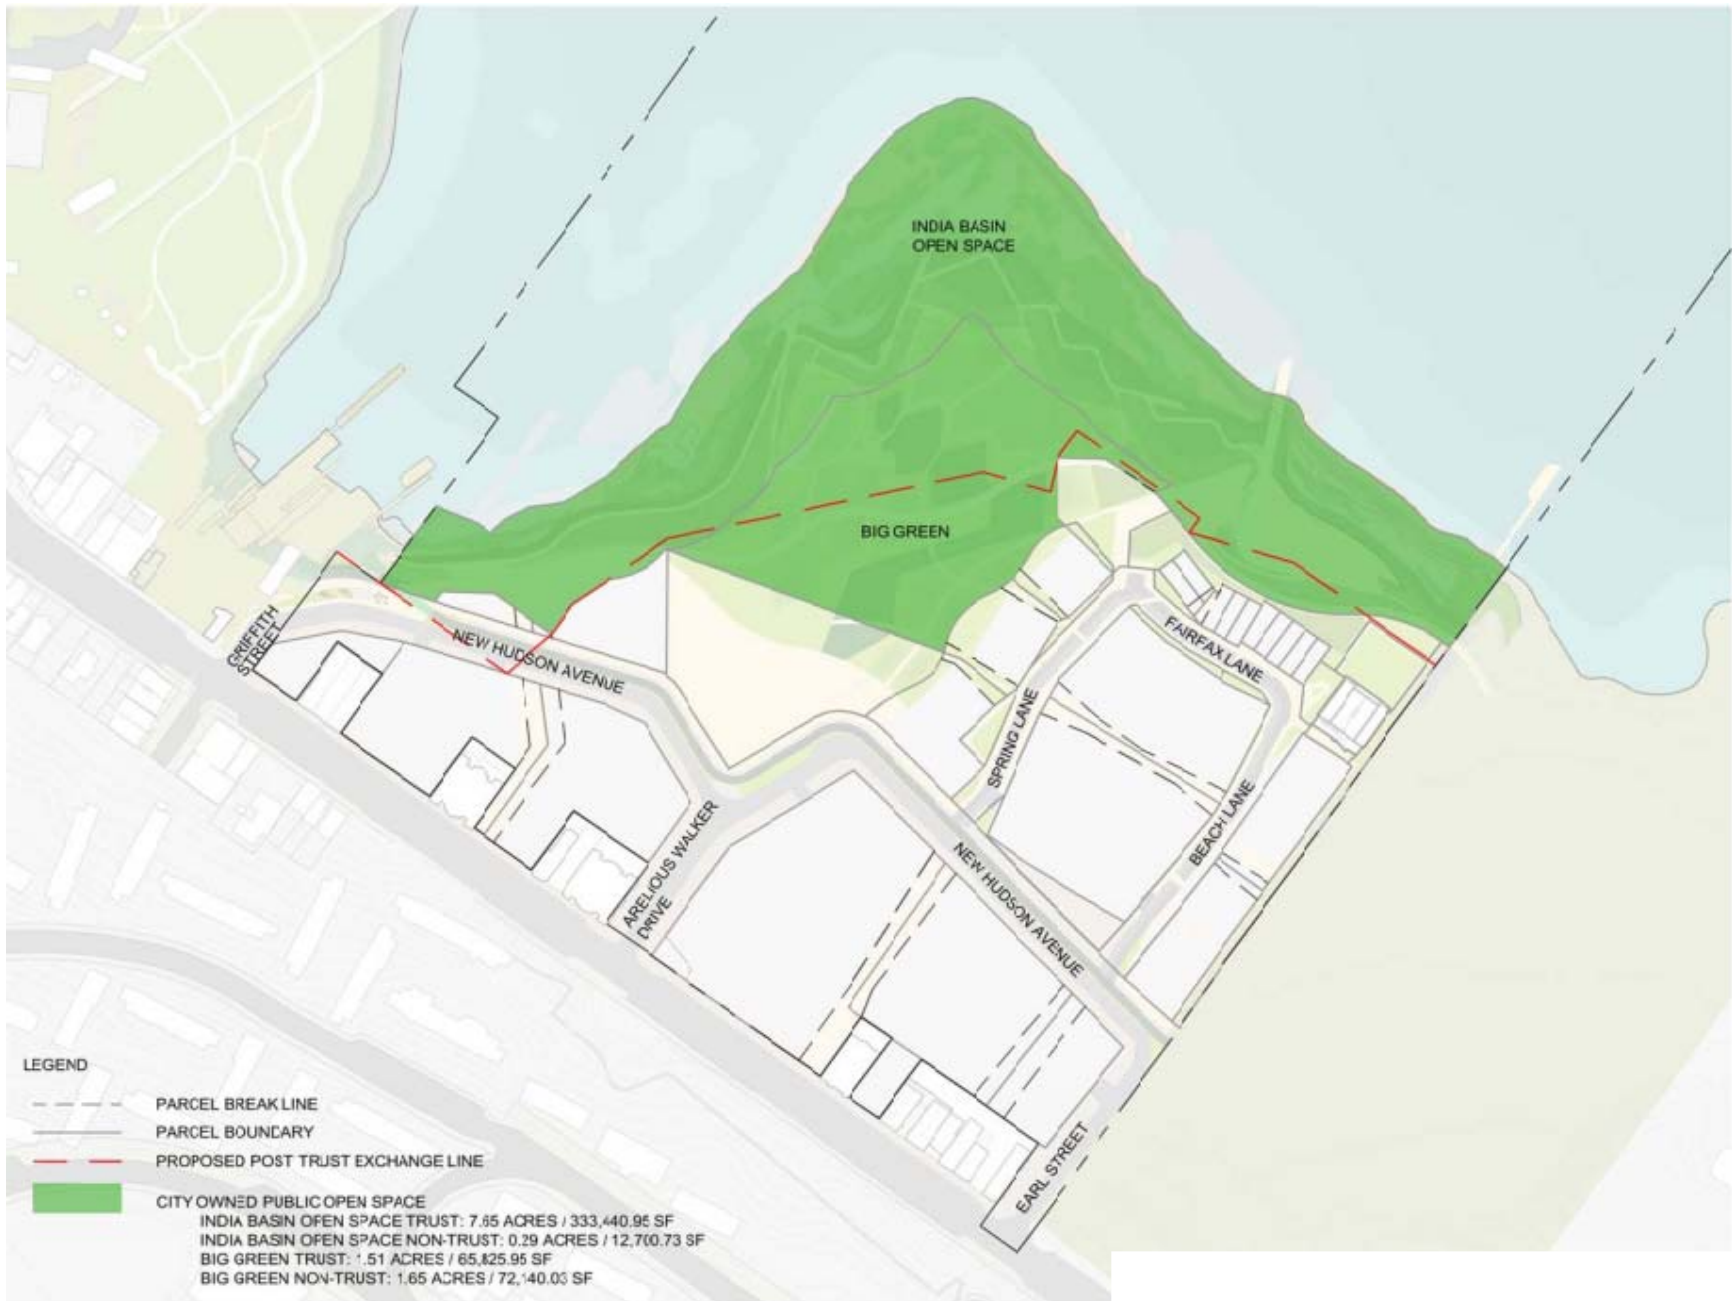 INDIA BASIN
OPEN SPACE
BIG GREEN
GRIFFITH
STREET
NEW HUDSON AVENUE
FAIRFAX LANE
SPRING LANE
BEACH LANE
ARELIOUS WALKER
DRIVE
NEW HUDSON AVENUE
EARL STREET
LEGEND
PARCEL BREAK LINE
PARCEL BOUNDARY
PROPOSED POST TRUST EXCHANGE LINE
CITY OWNED PUBLIC OPEN SPACE
INDIA BASIN OPEN SPACE TRUST: 7.65 ACRES / 333,440.95 SF
INDIA BASIN OPEN SPACE NON-TRUST: 0.29 ACRES / 12,700.73 SF
BIG GREEN TRUST: 1.51 ACRES / 65,825.95 SF
BIG GREEN NON-TRUST: 1.65 ACRES / 72,140.03 SF